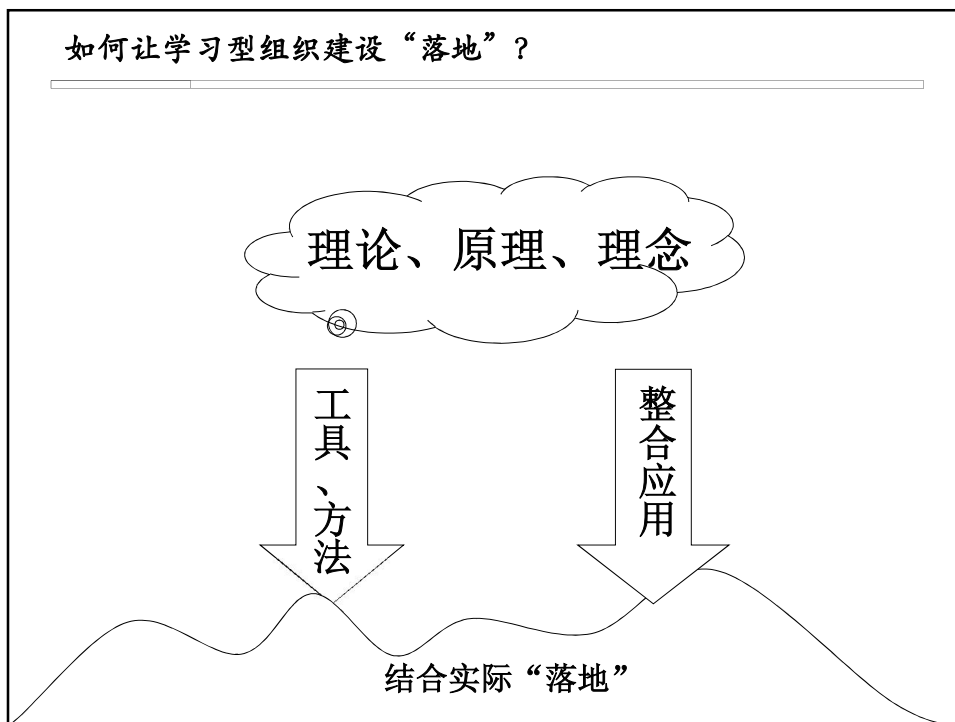 如何让学习型组织建设“落地”?
理论、原理、理念
工具、方法
整合应用
结合实际“落地”